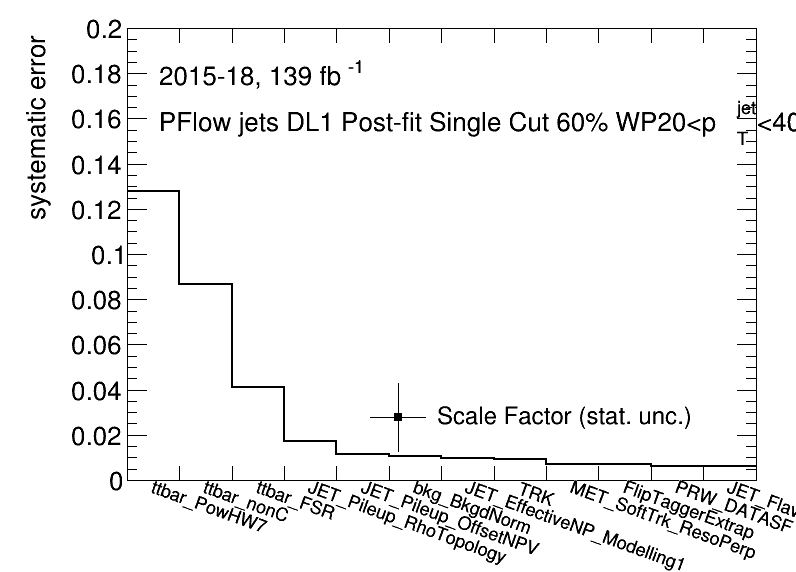 systematic error
0.2
0.18
0.16
0.14
0.12
0.1
0.08
0.06
0.04
0.02
0
2015-18, 139 fb -1
PFlow jets DL1 Post-fit Single Cut 60% WP20<p jet T <40
Scale Factor (stat. unc.)
ttbar_PowHW7
ttbar_nonC
ttbar_FSR
JET_Pileup_RhoTopology
JET_Pileup_OffsetNPV
bkg_BkgdNorm
JET_EffectiveNP_Modelling1
TRK
MET_SoftTrk_ResoPerp
FlipTaggerExtrap
PRW_DATASF
JET_Flav